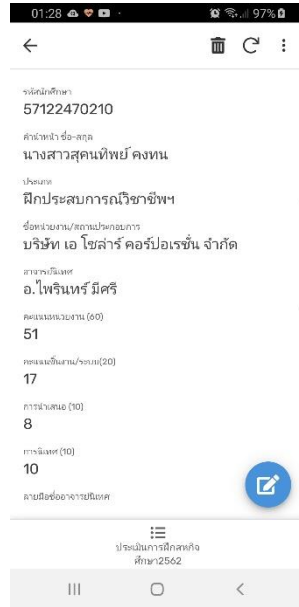 01:28
97%
รหัสนักศึกษา
57122470210
คำนำหน้า ชื่อ-สกุล
นางสาวสุคนทิพย์ คงทน
ประเภท
ฝึกประสบการณ์วิชาชีพฯ
ชื่อหน่วยงาน/สถานประกอบการ
บริษัท เอ โซล่าร์ คอร์ปอเรชั่น จำกัด
อาจารย์นิเทศ
อ.ไพรินทร์ มีศรี
คะแนนหน่วยงาน (60)
51
คะแนนชิ้นงาน/ระบบ(20)
17
การนำเสนอ (10)
8
การนิเทศ (10)
10
ลายมือชื่ออาจารย์นิเทศ
ประเมินการฝึกสหกิจ
ศึกษา2562